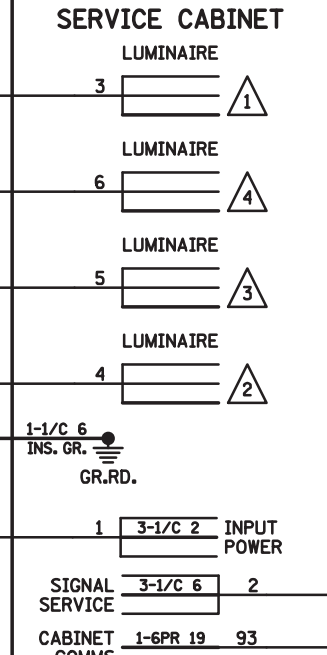 SERVICE CABINET
LUMINAIRE
3
1
LUMINAIRE
6
4
LUMINAIRE
5
3
LUMINAIRE
4
2
1-1/C 6
INS. GR.
GR.RD.
1 3-1/C 2 INPUT
POWER
SIGNAL 3-1/C 6 2
SERVICE
CABINET 1-6PR 19 93
COMMS